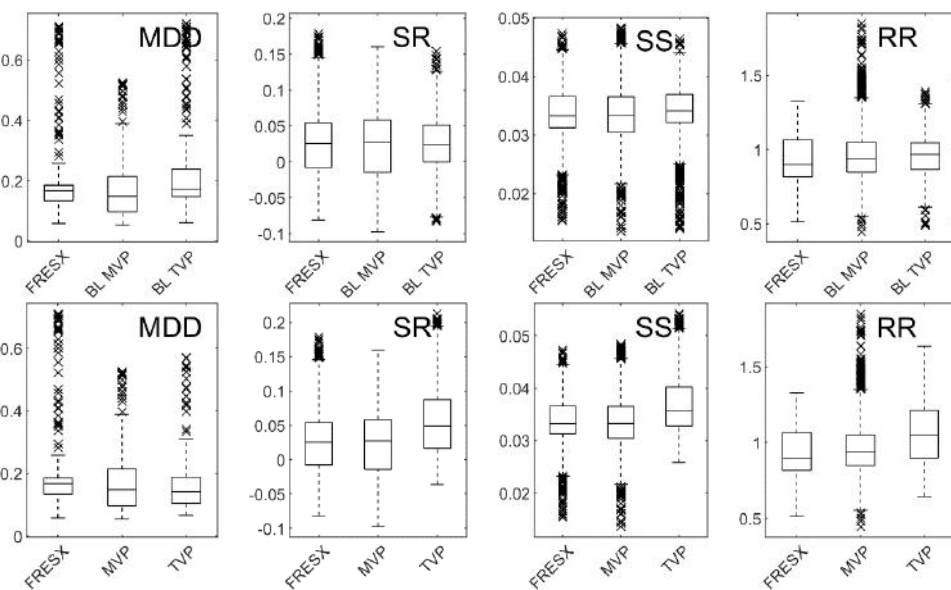 MDD
0.6
0.4
0.2
0
FRESX
BL MVP
BL TVP
SR
0.2
0.15
0.1
0.05
0
-0.05
-0.1
FRESX
BL MVP
BL TVP
SS
0.05
0.04
0.03
0.02
FRESX
BL MVP
BL TVP
RR
1.5
1
0.5
FRESX
BL MVP
BL TVP
MDD
0.6
0.4
0.2
0
FRESX
MVP
TVP
SR
0.2
0.15
0.1
0.05
0
-0.05
-0.1
FRESX
MVP
TVP
SS
0.05
0.04
0.03
0.02
FRESX
MVP
TVP
RR
1.5
1
0.5
FRESX
MVP
TVP